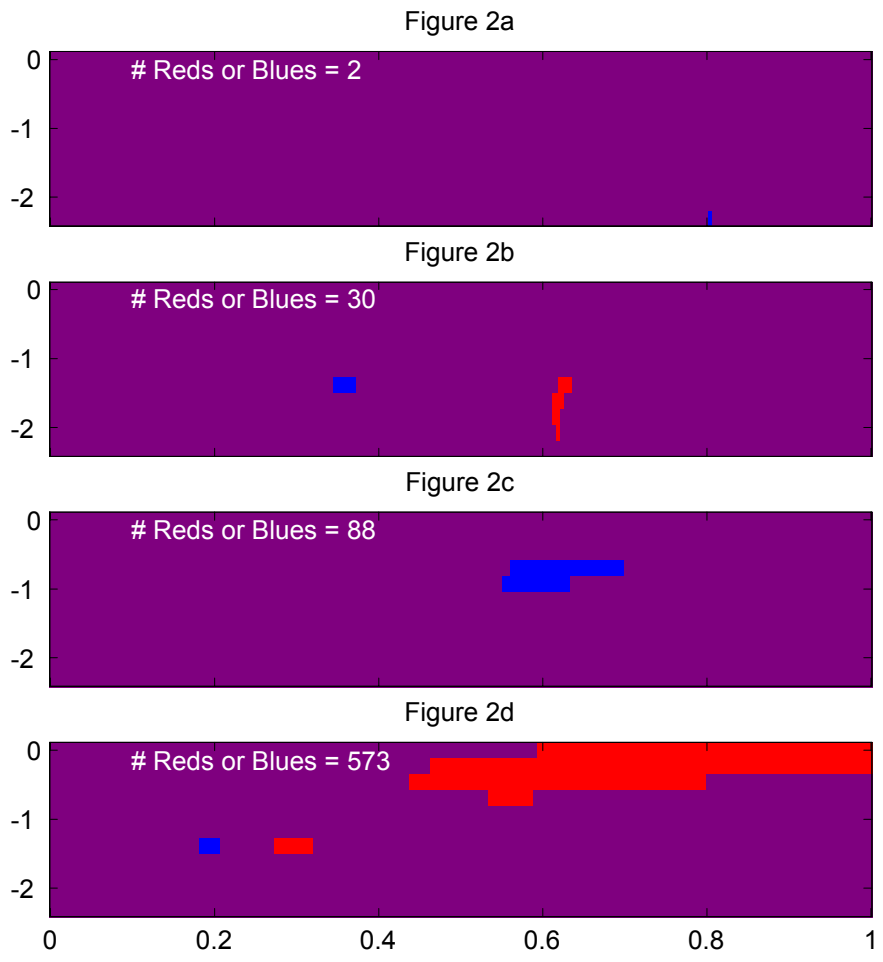 Figure 2a
0
# Reds or Blues = 2
-1
-2
Figure 2b
0
# Reds or Blues = 30
-1
-2
Figure 2c
0
# Reds or Blues = 88
-1
-2
Figure 2d
0
# Reds or Blues = 573
-1
-2
0 0.2 0.4 0.6 0.8 1